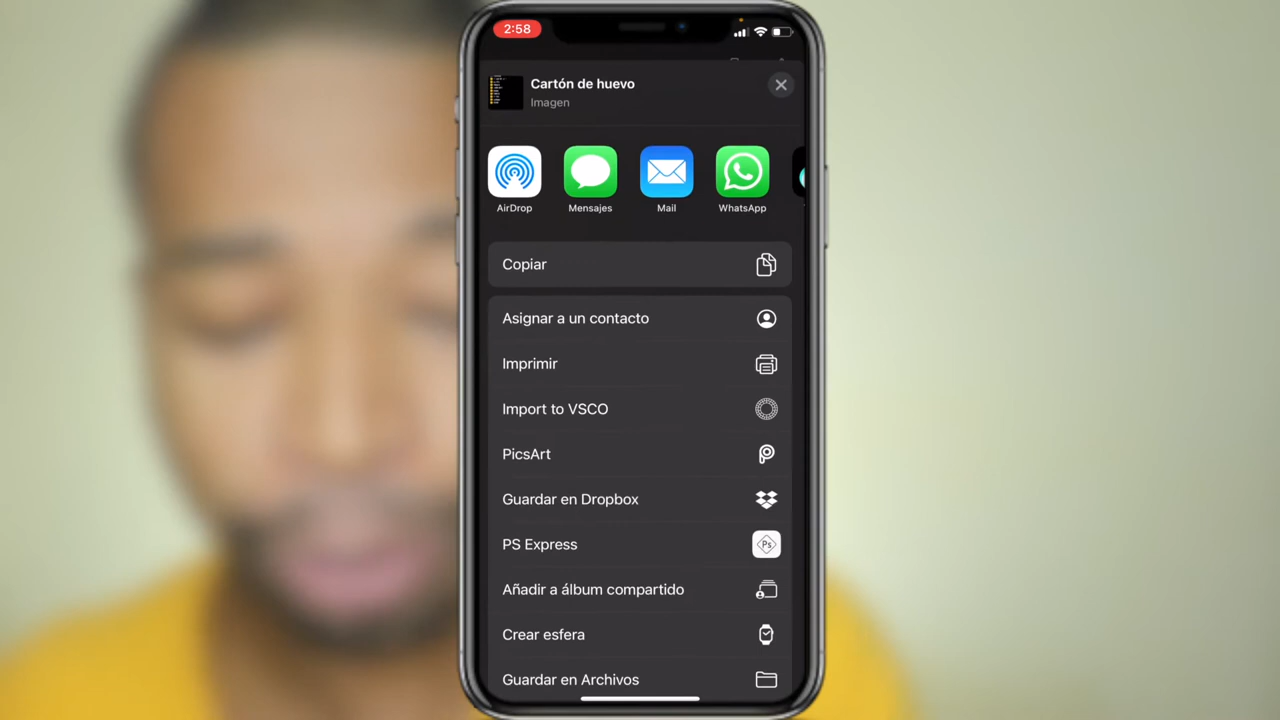 2:58
Cartón de huevo
Imagen
AirDrop
Mensajes
Mail
WhatsApp
Copiar
Asignar a un contacto
Imprimir
Import to VSCO
PicsArt
Guardar en Dropbox
PS Express
Ps
Añadir a álbum compartido
Crear esfera
Guardar en Archivos